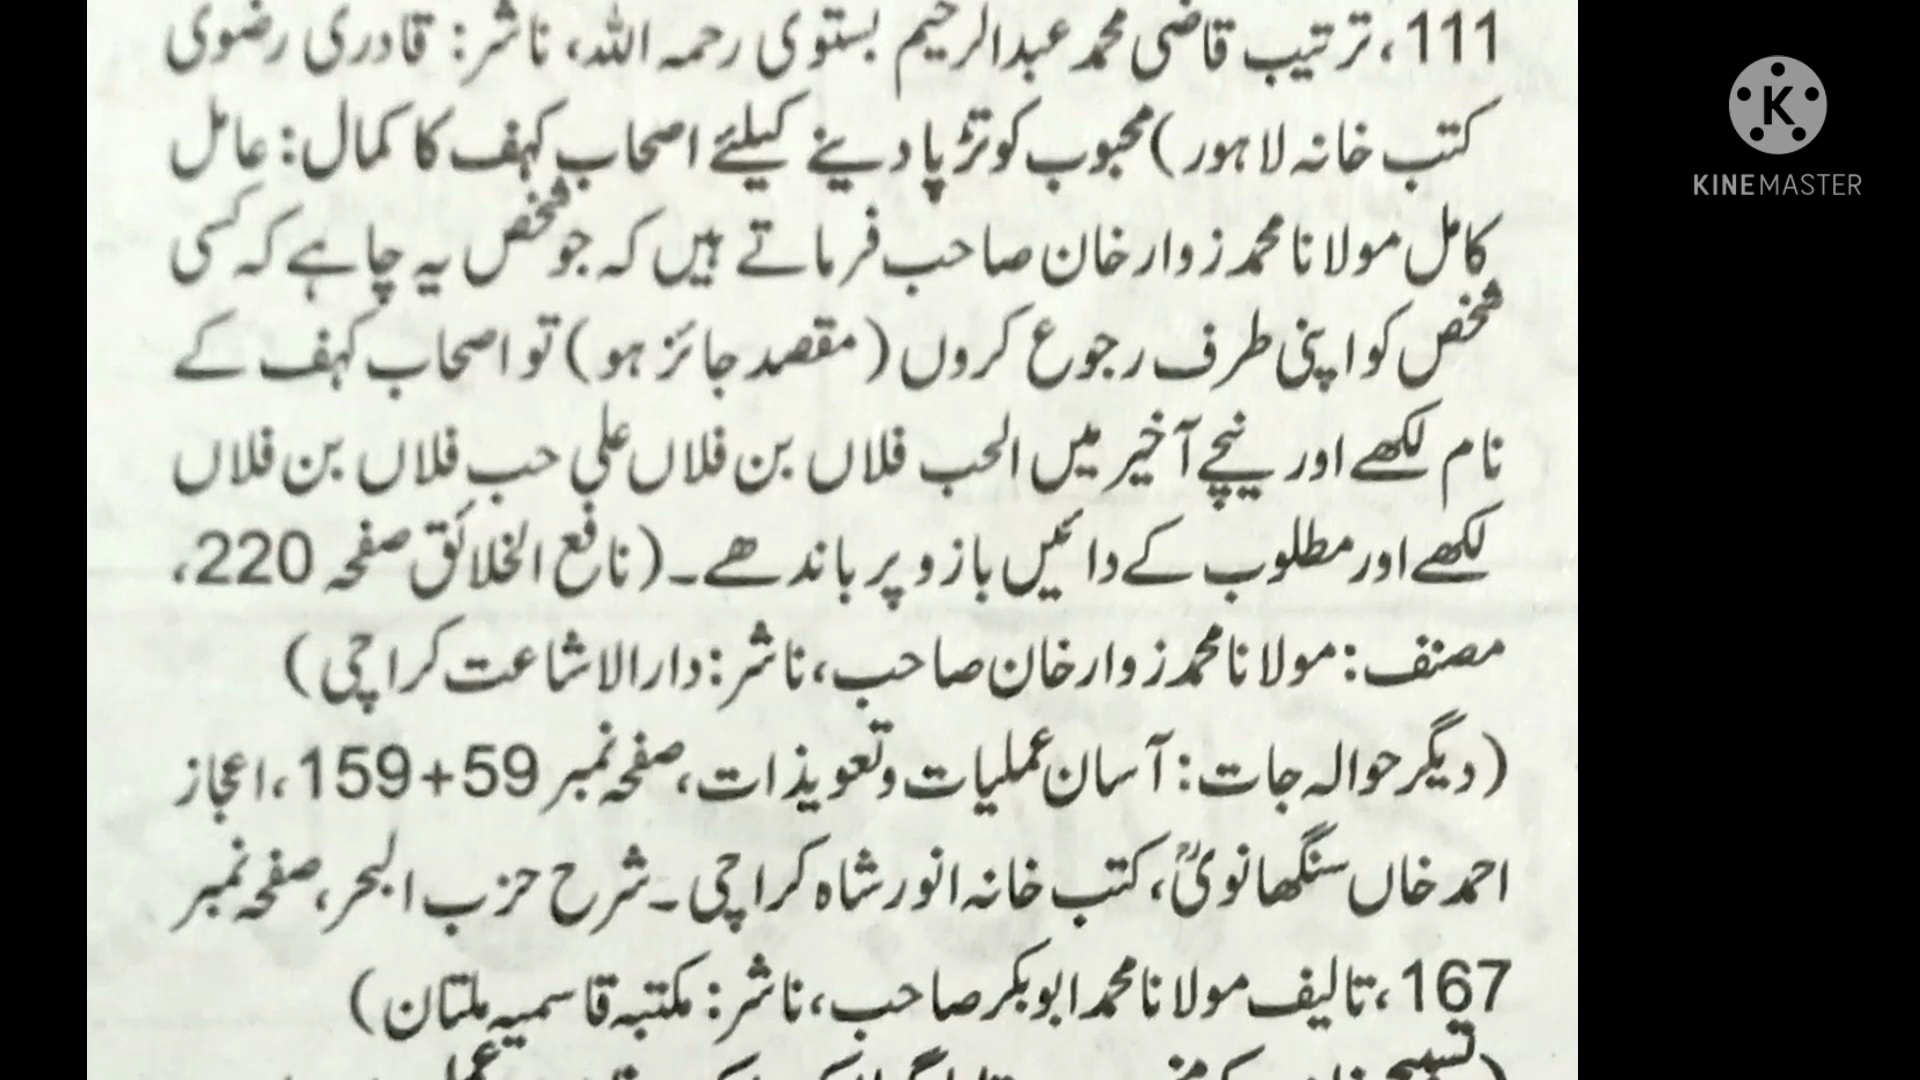 111، ترتیب قاضی محمد عبدالرحیم بستوی رحمہ اللہ، ناشر: قادری رضوی
کتب خانہ لاہور) محبوب کو تڑپا دینے کیلئے اصحاب کہف کا کمال: عامل
کامل مولانا محمد زوار خان صاحب فرماتے ہیں کہ جو شخص یہ چاہے کہ کسی
شخص کو اپنی طرف رجوع کروں (مقصد جائز ہو) تو اصحاب کہف کے
نام لکھے اور نیچے آخیر میں الحب فلاں بن فلاں علی حب فلاں بن فلاں
لکھے اور مطلوب کے دائیں بازو پر باندھے۔ (نافع الخلائق صفحہ 220،
مصنف: مولانا محمد زوار خان صاحب، ناشر: دارالاشاعت کراچی)
(دیگر حوالہ جات: آسان عملیات و تعویذات، صفحہ نمبر 59+159، اعجاز
احمد خاں سنگھانویؒ، کتب خانہ انور شاہ کراچی۔ شرح حزب البحر، صفحہ نمبر
167، تالیف مولانا محمد ابوبکر صاحب، ناشر: مکتبہ قاسمیہ ملتان)
KINEMASTER